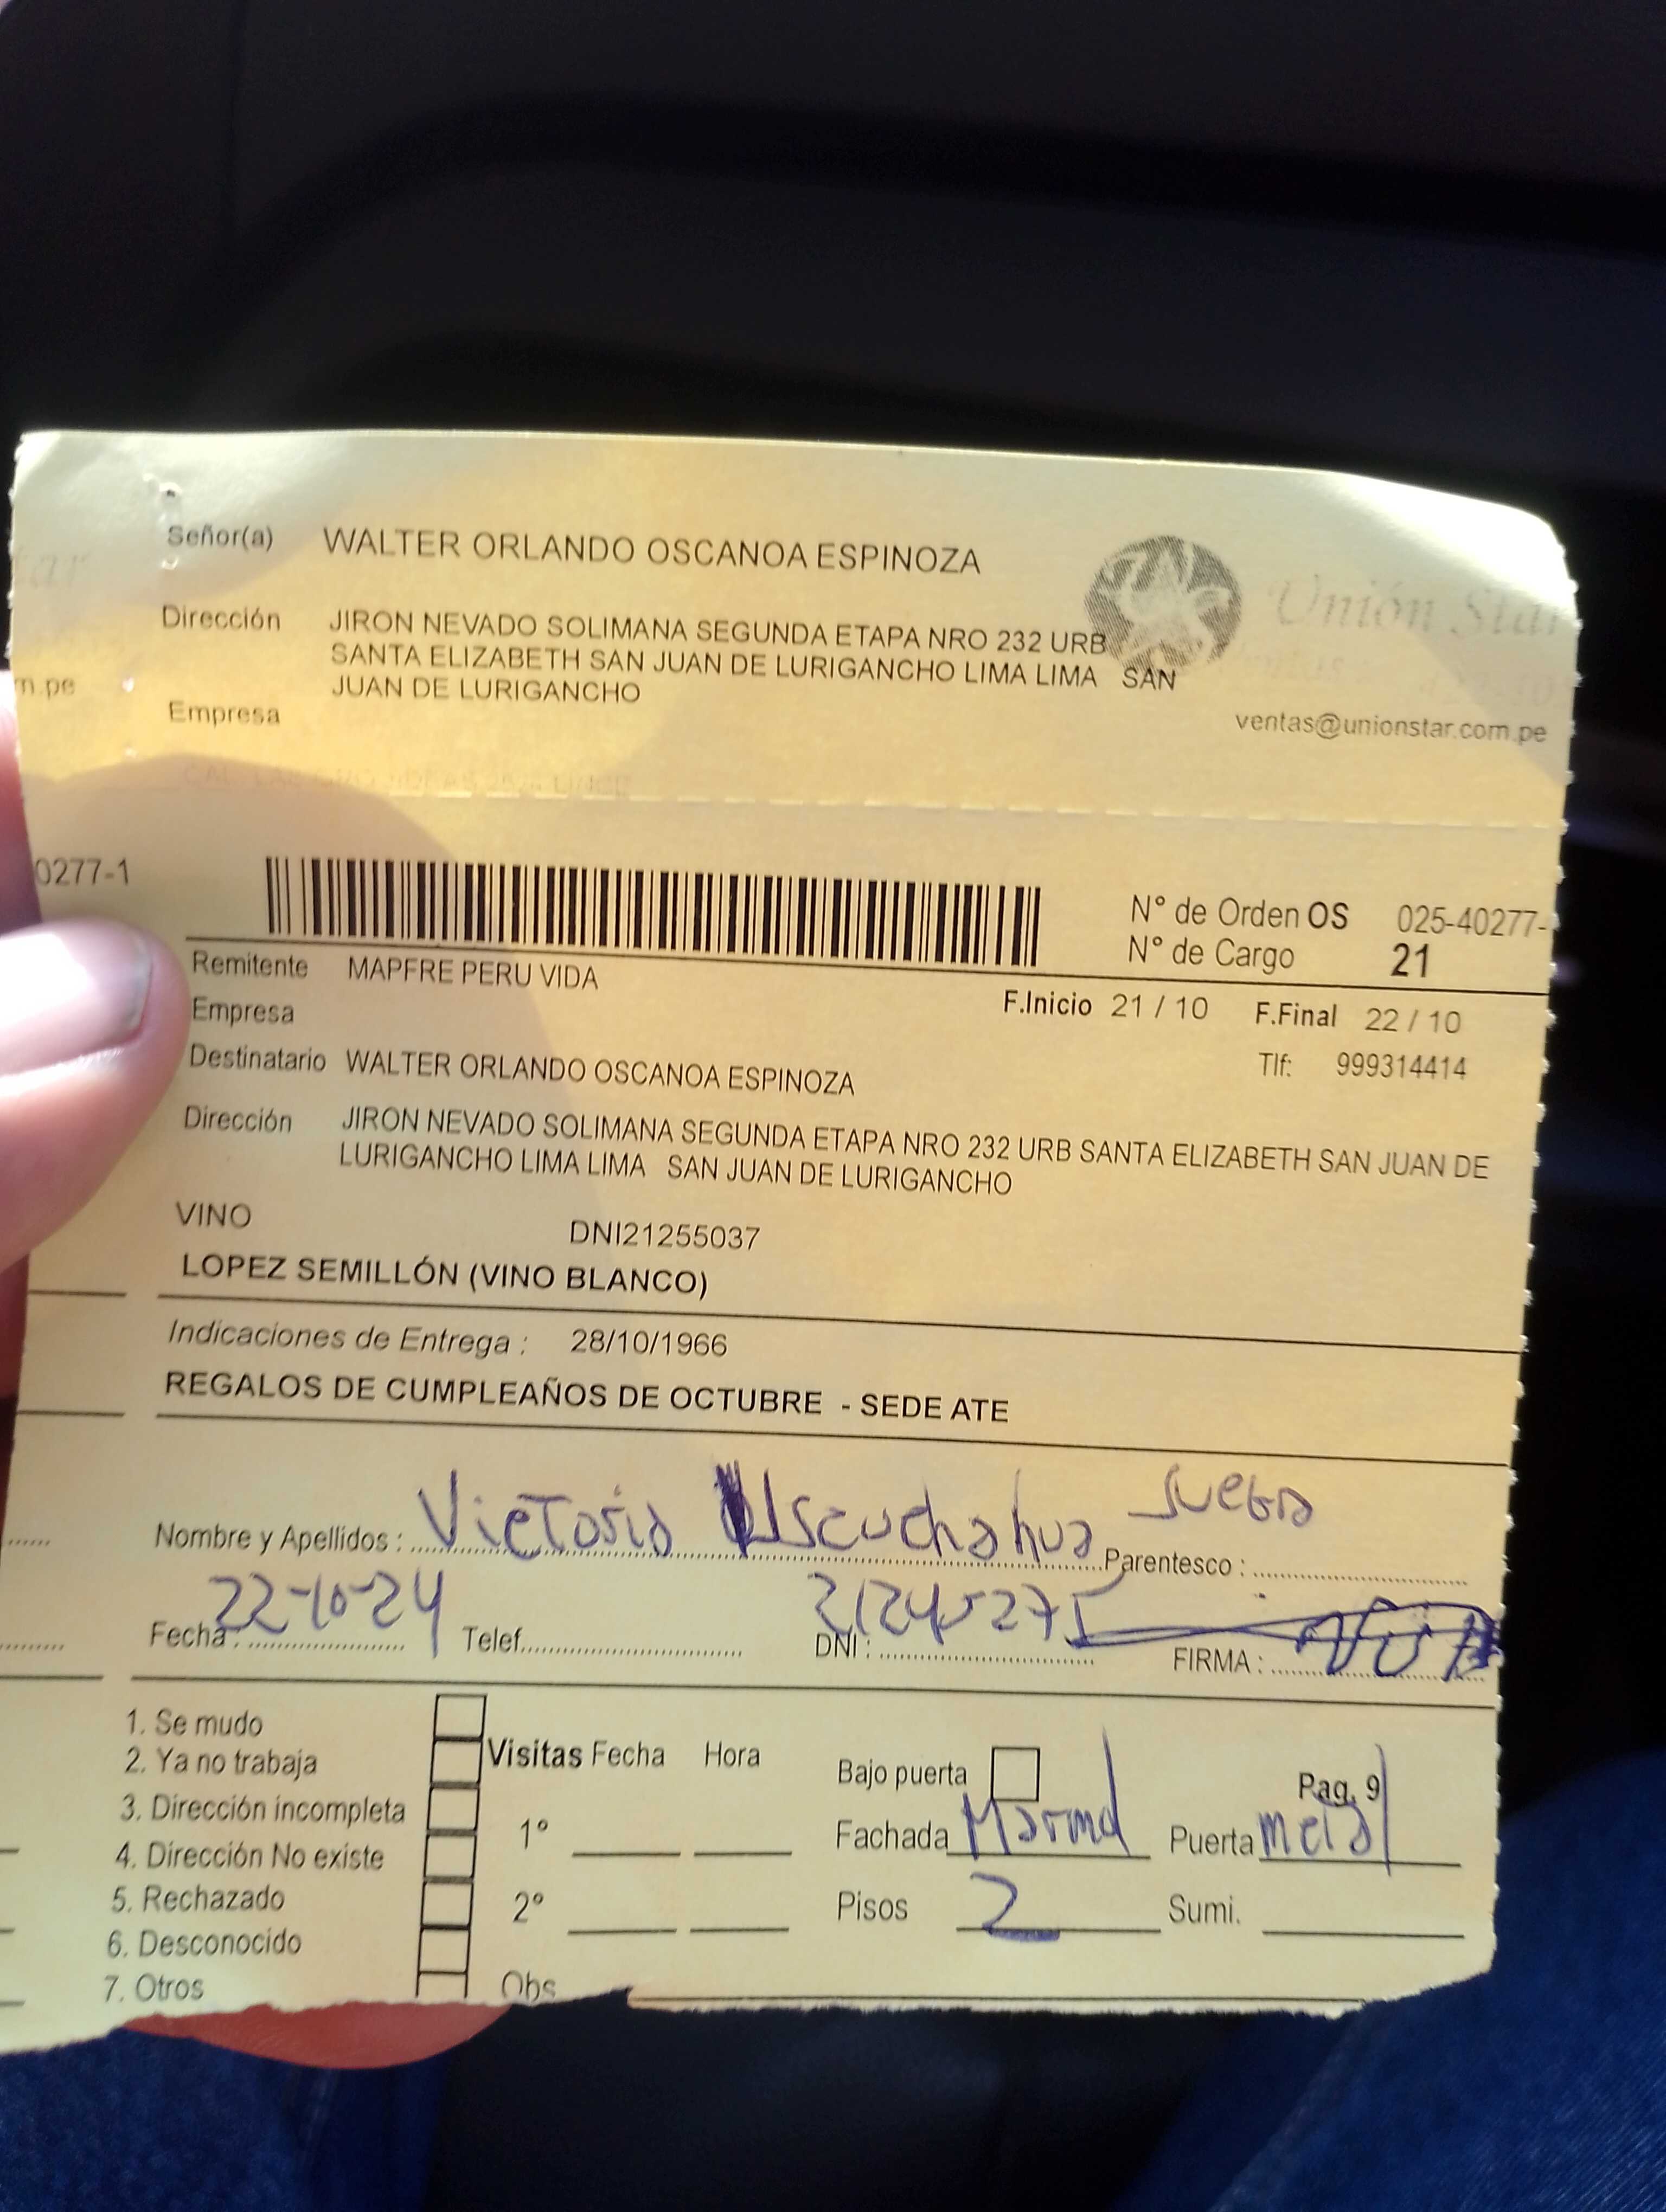 Señor(a) WALTER ORLANDO OSCANOA ESPINOZA
Unión Star
Dirección JIRON NEVADO SOLIMANA SEGUNDA ETAPA NRO 232 URB
SANTA ELIZABETH SAN JUAN DE LURIGANCHO LIMA LIMA SAN
JUAN DE LURIGANCHO
m.pe
Empresa
ventas@unionstar.com.pe
0277-1
N° de Orden OS 025-40277-
N° de Cargo 21
Remitente MAPFRE PERU VIDA
Empresa
F.Inicio 21 / 10 F.Final 22 / 10
Destinatario WALTER ORLANDO OSCANOA ESPINOZA
Tlf: 999314414
Dirección JIRON NEVADO SOLIMANA SEGUNDA ETAPA NRO 232 URB SANTA ELIZABETH SAN JUAN DE
LURIGANCHO LIMA LIMA SAN JUAN DE LURIGANCHO
VINO DNI21255037
LOPEZ SEMILLÓN (VINO BLANCO)
Indicaciones de Entrega : 28/10/1966
REGALOS DE CUMPLEAÑOS DE OCTUBRE - SEDE ATE
Nombre y Apellidos : Victoria Parentesco : Suegra
Fecha : 22-10-24 Telef. DNI : FIRMA :
1. Se mudo
2. Ya no trabaja
3. Dirección incompleta
4. Dirección No existe
5. Rechazado
6. Desconocido
7. Otros
Visitas Fecha Hora
1°
2°
Obs
Bajo puerta Pag. 9
Fachada Puerta metal
Pisos 2 Sumi.